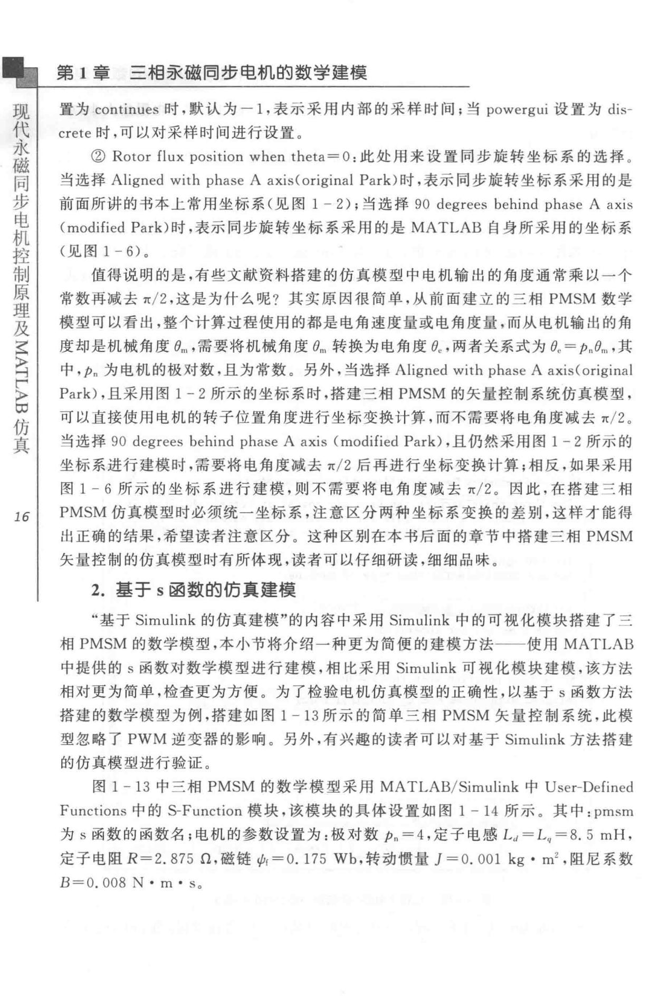 第 1 章　三相永磁同步电机的数学建模
置为 continues 时,默认为－1,表示采用内部的采样时间;当 powergui 设置为 dis-
crete 时,可以对采样时间进行设置。
② Rotor flux position when theta=0:此处用来设置同步旋转坐标系的选择。
当选择 Aligned with phase A axis(original Park)时,表示同步旋转坐标系采用的是
前面所讲的书本上常用坐标系(见图 1-2);当选择 90 degrees behind phase A axis
(modified Park)时,表示同步旋转坐标系采用的是 MATLAB 自身所采用的坐标系
(见图 1-6)。
值得说明的是,有些文献资料搭建的仿真模型中电机输出的角度通常乘以一个
常数再减去 π/2,这是为什么呢? 其实原因很简单,从前面建立的三相 PMSM 数学
模型可以看出,整个计算过程使用的都是电角速度量或电角度量,而从电机输出的角
度却是机械角度 θm,需要将机械角度 θm 转换为电角度 θe,两者关系式为 θe=pnθm,其
中,pn 为电机的极对数,且为常数。另外,当选择 Aligned with phase A axis(original
Park),且采用图 1-2 所示的坐标系时,搭建三相 PMSM 的矢量控制系统仿真模型,
可以直接使用电机的转子位置角度进行坐标变换计算,而不需要将电角度减去 π/2。
当选择 90 degrees behind phase A axis (modified Park),且仍然采用图 1-2 所示的
坐标系进行建模时,需要将电角度减去 π/2 后再进行坐标变换计算;相反,如果采用
图 1-6 所示的坐标系进行建模,则不需要将电角度减去 π/2。因此,在搭建三相
PMSM 仿真模型时必须统一坐标系,注意区分两种坐标系变换的差别,这样才能得
出正确的结果,希望读者注意区分。这种区别在本书后面的章节中搭建三相 PMSM
矢量控制的仿真模型时有所体现,读者可以仔细研读,细细品味。
2. 基于 s 函数的仿真建模
“基于 Simulink 的仿真建模”的内容中采用 Simulink 中的可视化模块搭建了三
相 PMSM 的数学模型,本小节将介绍一种更为简便的建模方法——使用 MATLAB
中提供的 s 函数对数学模型进行建模,相比采用 Simulink 可视化模块建模,该方法
相对更为简单,检查更为方便。为了检验电机仿真模型的正确性,以基于 s 函数方法
搭建的数学模型为例,搭建如图 1-13 所示的简单三相 PMSM 矢量控制系统,此模
型忽略了 PWM 逆变器的影响。另外,有兴趣的读者可以对基于 Simulink 方法搭建
的仿真模型进行验证。
图 1-13 中三相 PMSM 的数学模型采用 MATLAB/Simulink 中 User-Defined
Functions 中的 S-Function 模块,该模块的具体设置如图 1-14 所示。其中:pmsm
为 s 函数的函数名;电机的参数设置为:极对数 pn=4,定子电感 Ld=Lq=8.5 mH,
定子电阻 R=2.875 Ω,磁链 ψf=0.175 Wb,转动惯量 J=0.001 kg·m²,阻尼系数
B=0.008 N·m·s。
现代永磁同步电机控制原理及MATLAB仿真
16